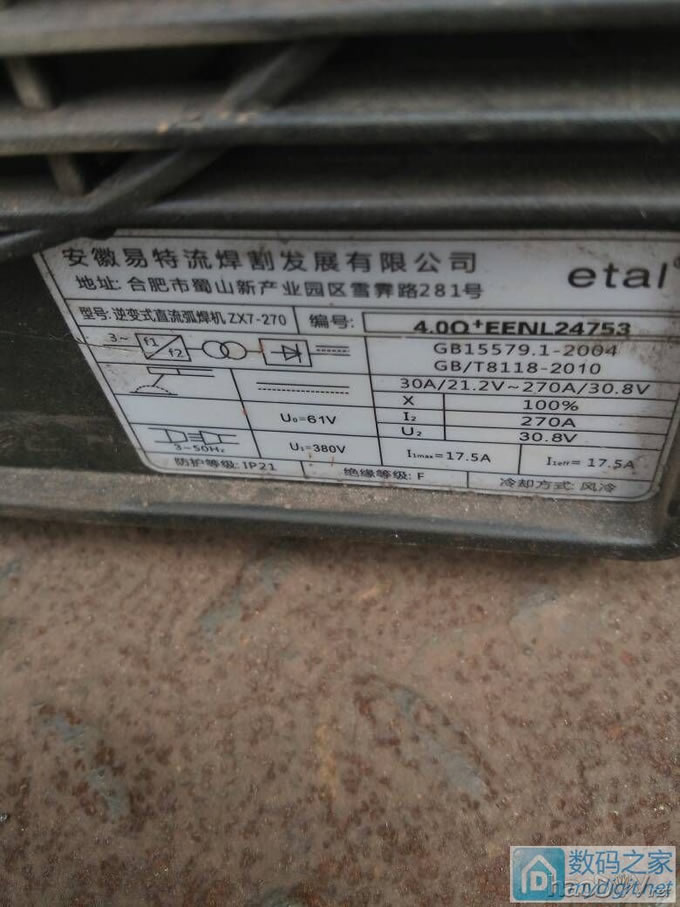 安徽易特流焊割发展有限公司
etal
地址: 合肥市蜀山新产业园区雪霁路281号
型号: 逆变式直流弧焊机 ZX7-270
编号:
4.0Ω+EENL24753
3~
f1
f2
GB15579.1-2004
GB/T8118-2010
30A/21.2V~270A/30.8V
X
100%
U₀=61V
I₂
270A
U₂
30.8V
3~50Hz
U₁=380V
I₁max=17.5A
I₁eff=17.5A
防护等级: IP21
绝缘等级: F
冷却方式: 风冷
数码之家
mydigit.net